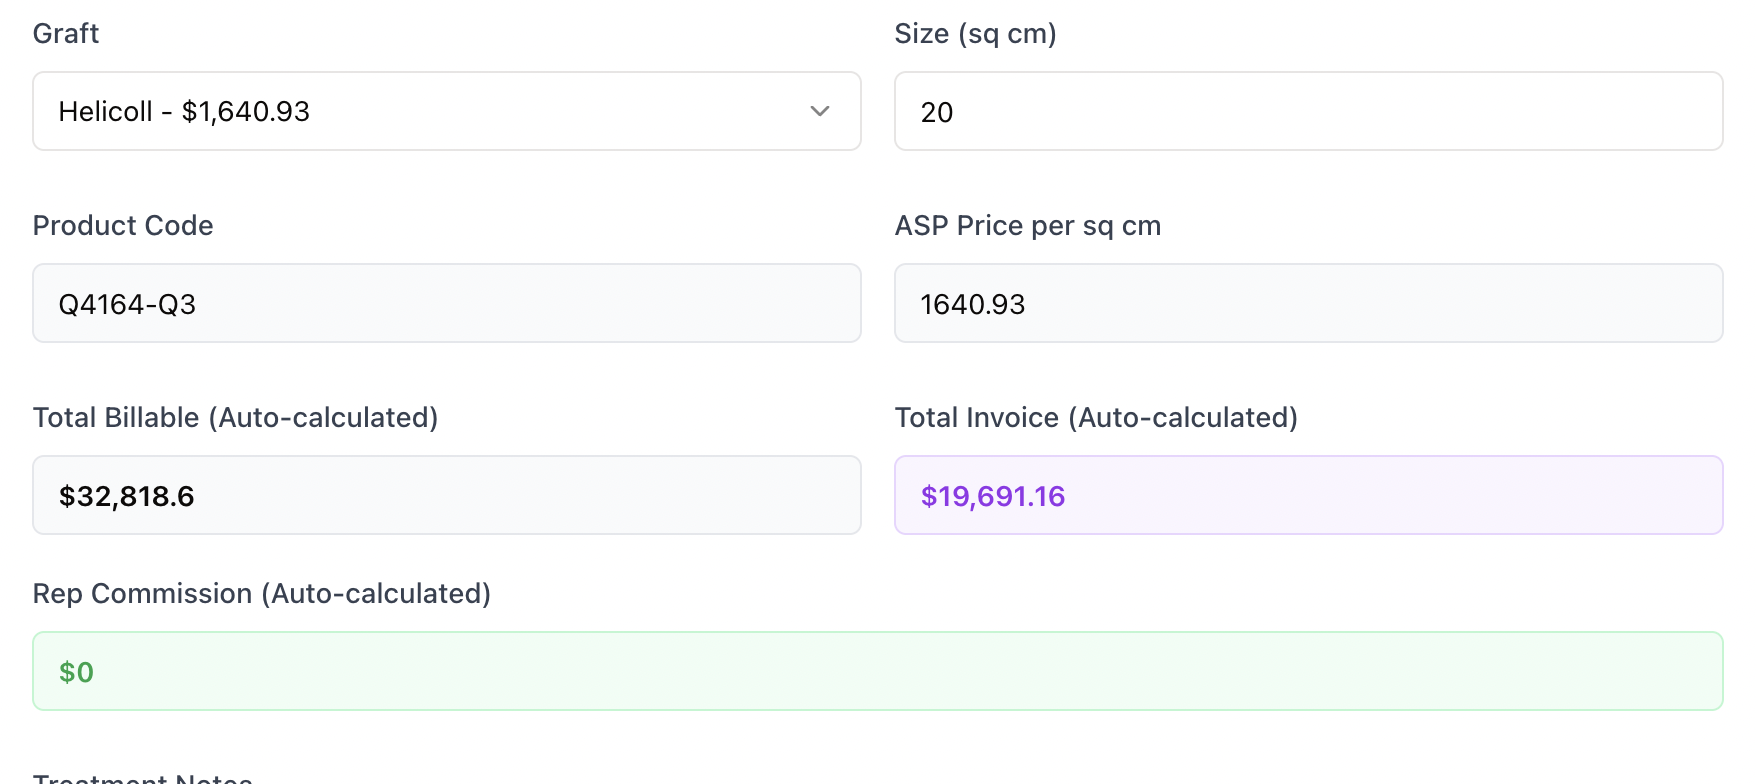 Graft
Size (sq cm)
Helicoll - $1,640.93
20
Product Code
ASP Price per sq cm
Q4164-Q3
1640.93
Total Billable (Auto-calculated)
Total Invoice (Auto-calculated)
$32,818.6
$19,691.16
Rep Commission (Auto-calculated)
$0
Treatment Notes